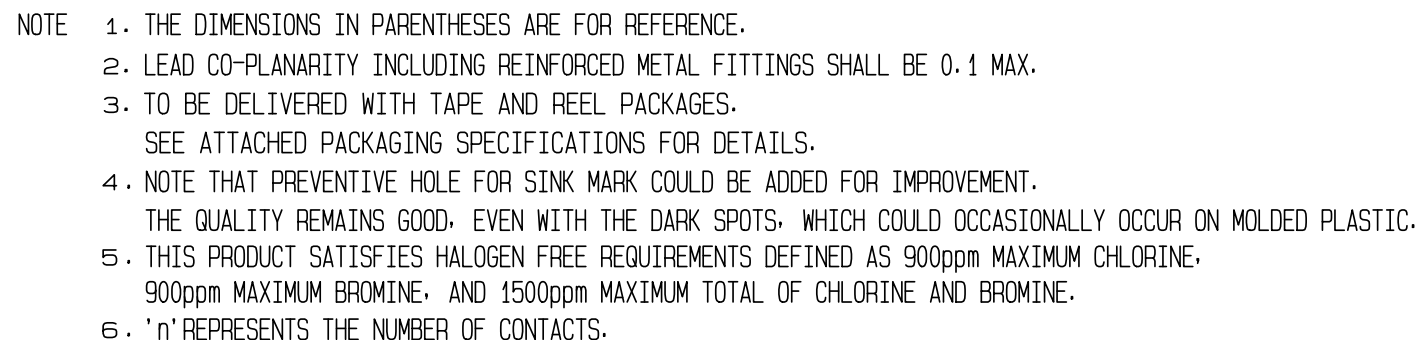 NOTE 1. THE DIMENSIONS IN PARENTHESES ARE FOR REFERENCE.
2. LEAD CO-PLANARITY INCLUDING REINFORCED METAL FITTINGS SHALL BE 0.1 MAX.
3. TO BE DELIVERED WITH TAPE AND REEL PACKAGES.
SEE ATTACHED PACKAGING SPECIFICATIONS FOR DETAILS.
4. NOTE THAT PREVENTIVE HOLE FOR SINK MARK COULD BE ADDED FOR IMPROVEMENT.
THE QUALITY REMAINS GOOD, EVEN WITH THE DARK SPOTS, WHICH COULD OCCASIONALLY OCCUR ON MOLDED PLASTIC.
5. THIS PRODUCT SATISFIES HALOGEN FREE REQUIREMENTS DEFINED AS 900ppm MAXIMUM CHLORINE,
900ppm MAXIMUM BROMINE, AND 1500ppm MAXIMUM TOTAL OF CHLORINE AND BROMINE.
6. 'n' REPRESENTS THE NUMBER OF CONTACTS.